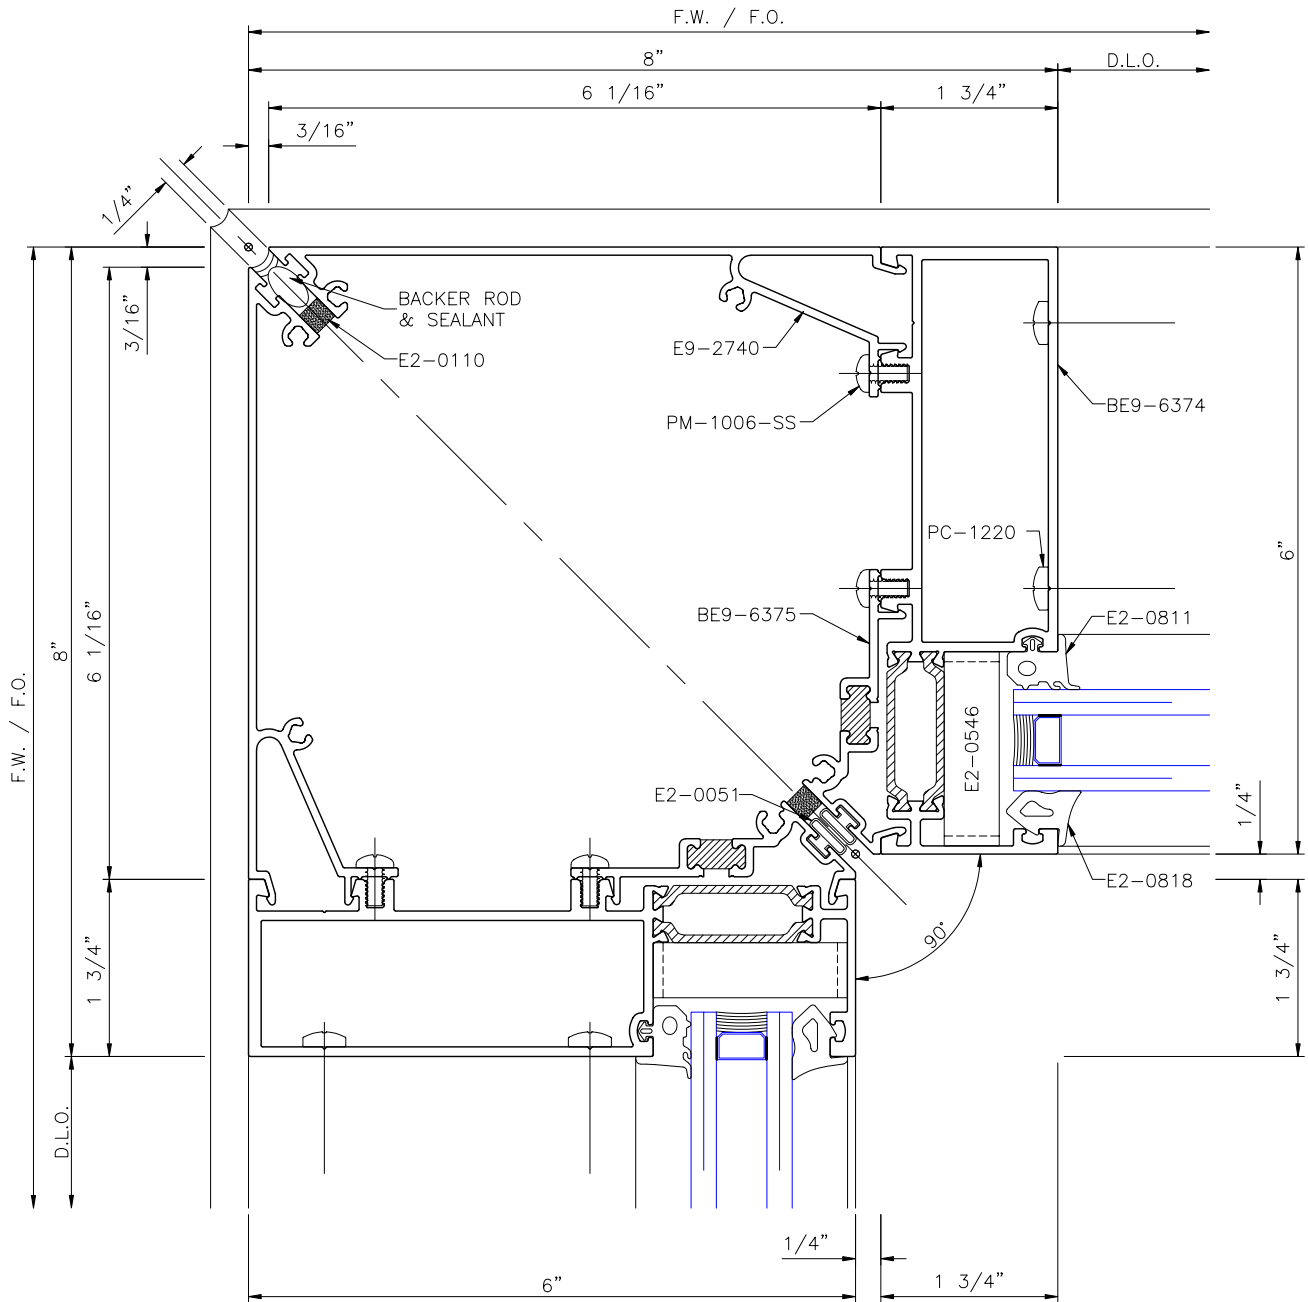 F.W. / F.O.
8"
D.L.O.
6 1/16"
1 3/4"
3/16"
1/4"
3/16"
BACKER ROD
& SEALANT
E2-0110
E9-2740
PM-1006-SS
BE9-6374
PC-1220
6"
BE9-6375
E2-0811
6 1/16"
8"
F.W. / F.O.
E2-0546
E2-0051
1/4"
E2-0818
90°
1 3/4"
1 3/4"
D.L.O.
1/4"
6"
1 3/4"